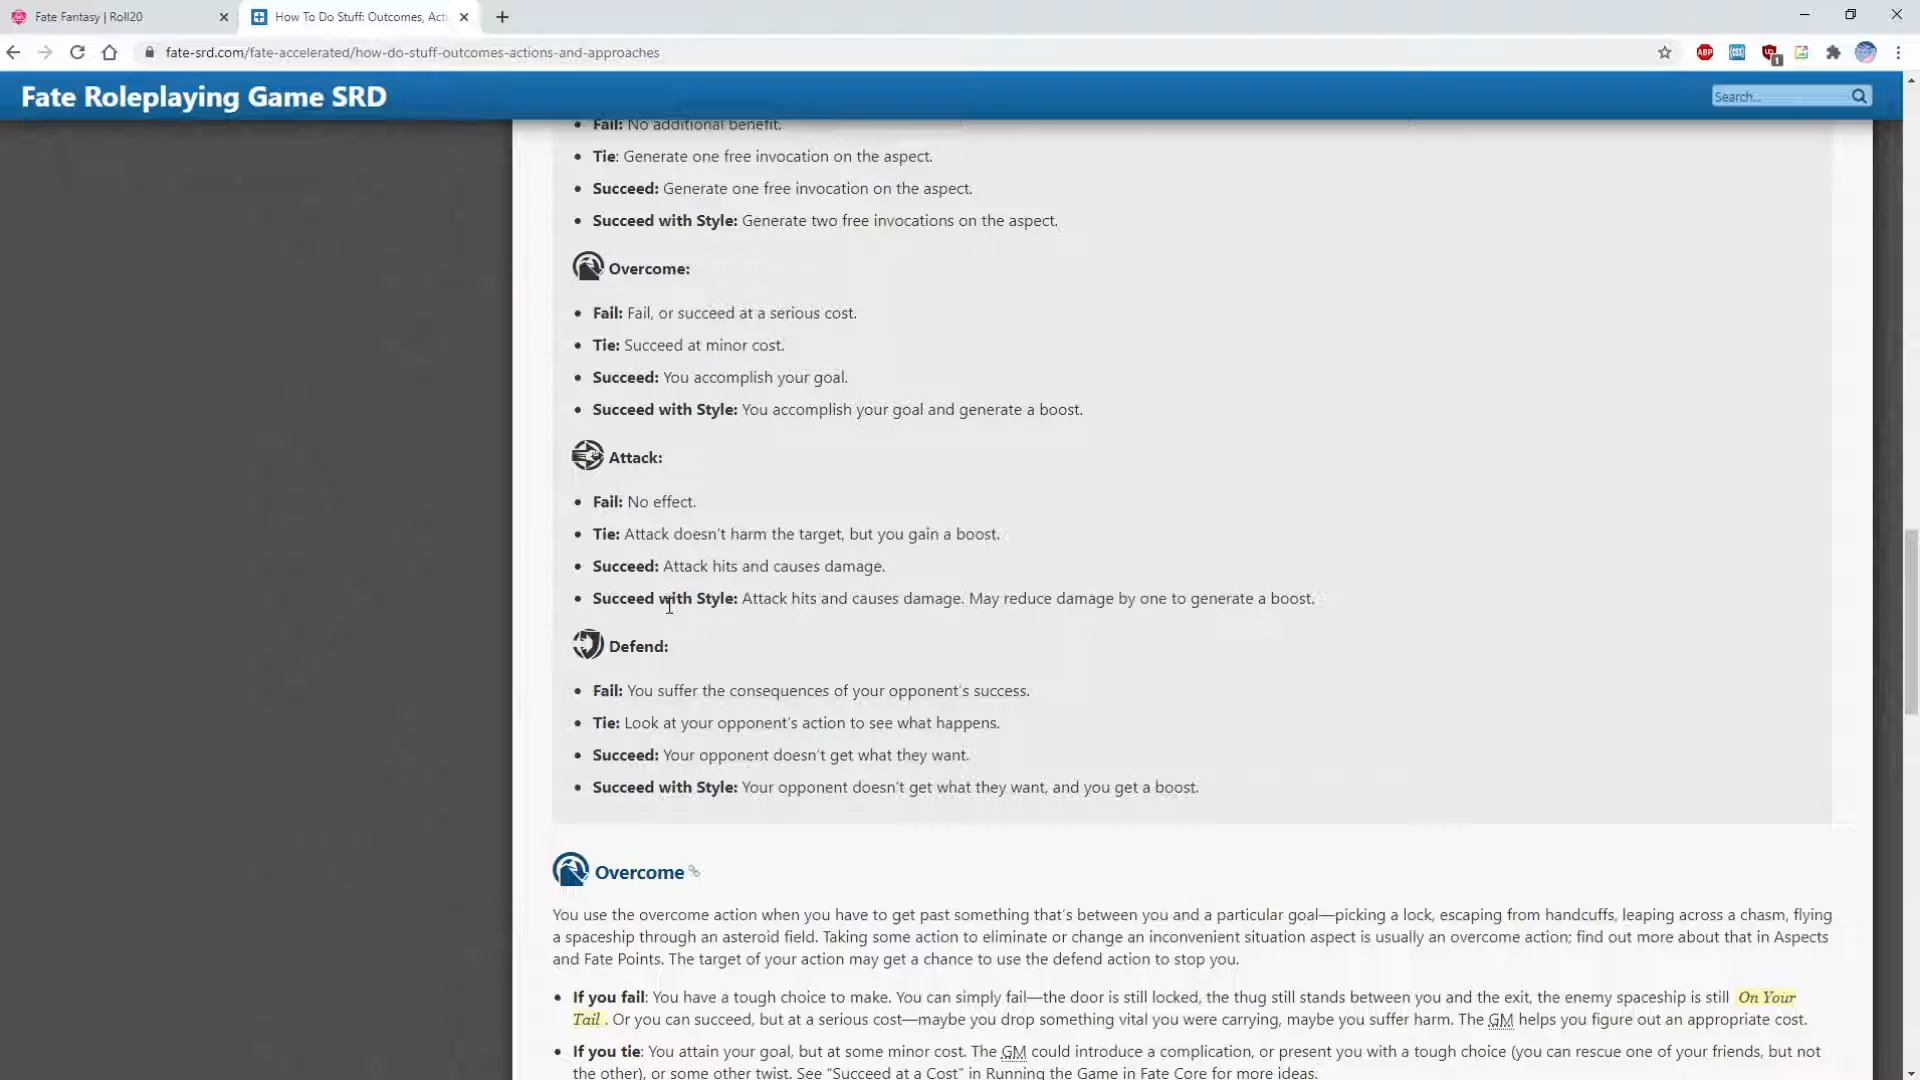 Fate Fantasy | Roll20
How To Do Stuff: Outcomes, Act
fate-srd.com/fate-accelerated/how-do-stuff-outcomes-actions-and-approaches
ABP
Fate Roleplaying Game SRD
Search...
• Fail: No additional benefit.
• Tie: Generate one free invocation on the aspect.
• Succeed: Generate one free invocation on the aspect.
• Succeed with Style: Generate two free invocations on the aspect.
Overcome:
• Fail: Fail, or succeed at a serious cost.
• Tie: Succeed at minor cost.
• Succeed: You accomplish your goal.
• Succeed with Style: You accomplish your goal and generate a boost.
Attack:
• Fail: No effect.
• Tie: Attack doesn't harm the target, but you gain a boost.
• Succeed: Attack hits and causes damage.
• Succeed with Style: Attack hits and causes damage. May reduce damage by one to generate a boost.
Defend:
• Fail: You suffer the consequences of your opponent's success.
• Tie: Look at your opponent's action to see what happens.
• Succeed: Your opponent doesn't get what they want.
• Succeed with Style: Your opponent doesn't get what they want, and you get a boost.
Overcome
You use the overcome action when you have to get past something that's between you and a particular goal—picking a lock, escaping from handcuffs, leaping across a chasm, flying
a spaceship through an asteroid field. Taking some action to eliminate or change an inconvenient situation aspect is usually an overcome action; find out more about that in Aspects
and Fate Points. The target of your action may get a chance to use the defend action to stop you.
• If you fail: You have a tough choice to make. You can simply fail—the door is still locked, the thug still stands between you and the exit, the enemy spaceship is still On Your
Tail . Or you can succeed, but at a serious cost—maybe you drop something vital you were carrying, maybe you suffer harm. The GM helps you figure out an appropriate cost.
• If you tie: You attain your goal, but at some minor cost. The GM could introduce a complication, or present you with a tough choice (you can rescue one of your friends, but not
the other), or some other twist. See "Succeed at a Cost" in Running the Game in Fate Core for more ideas.